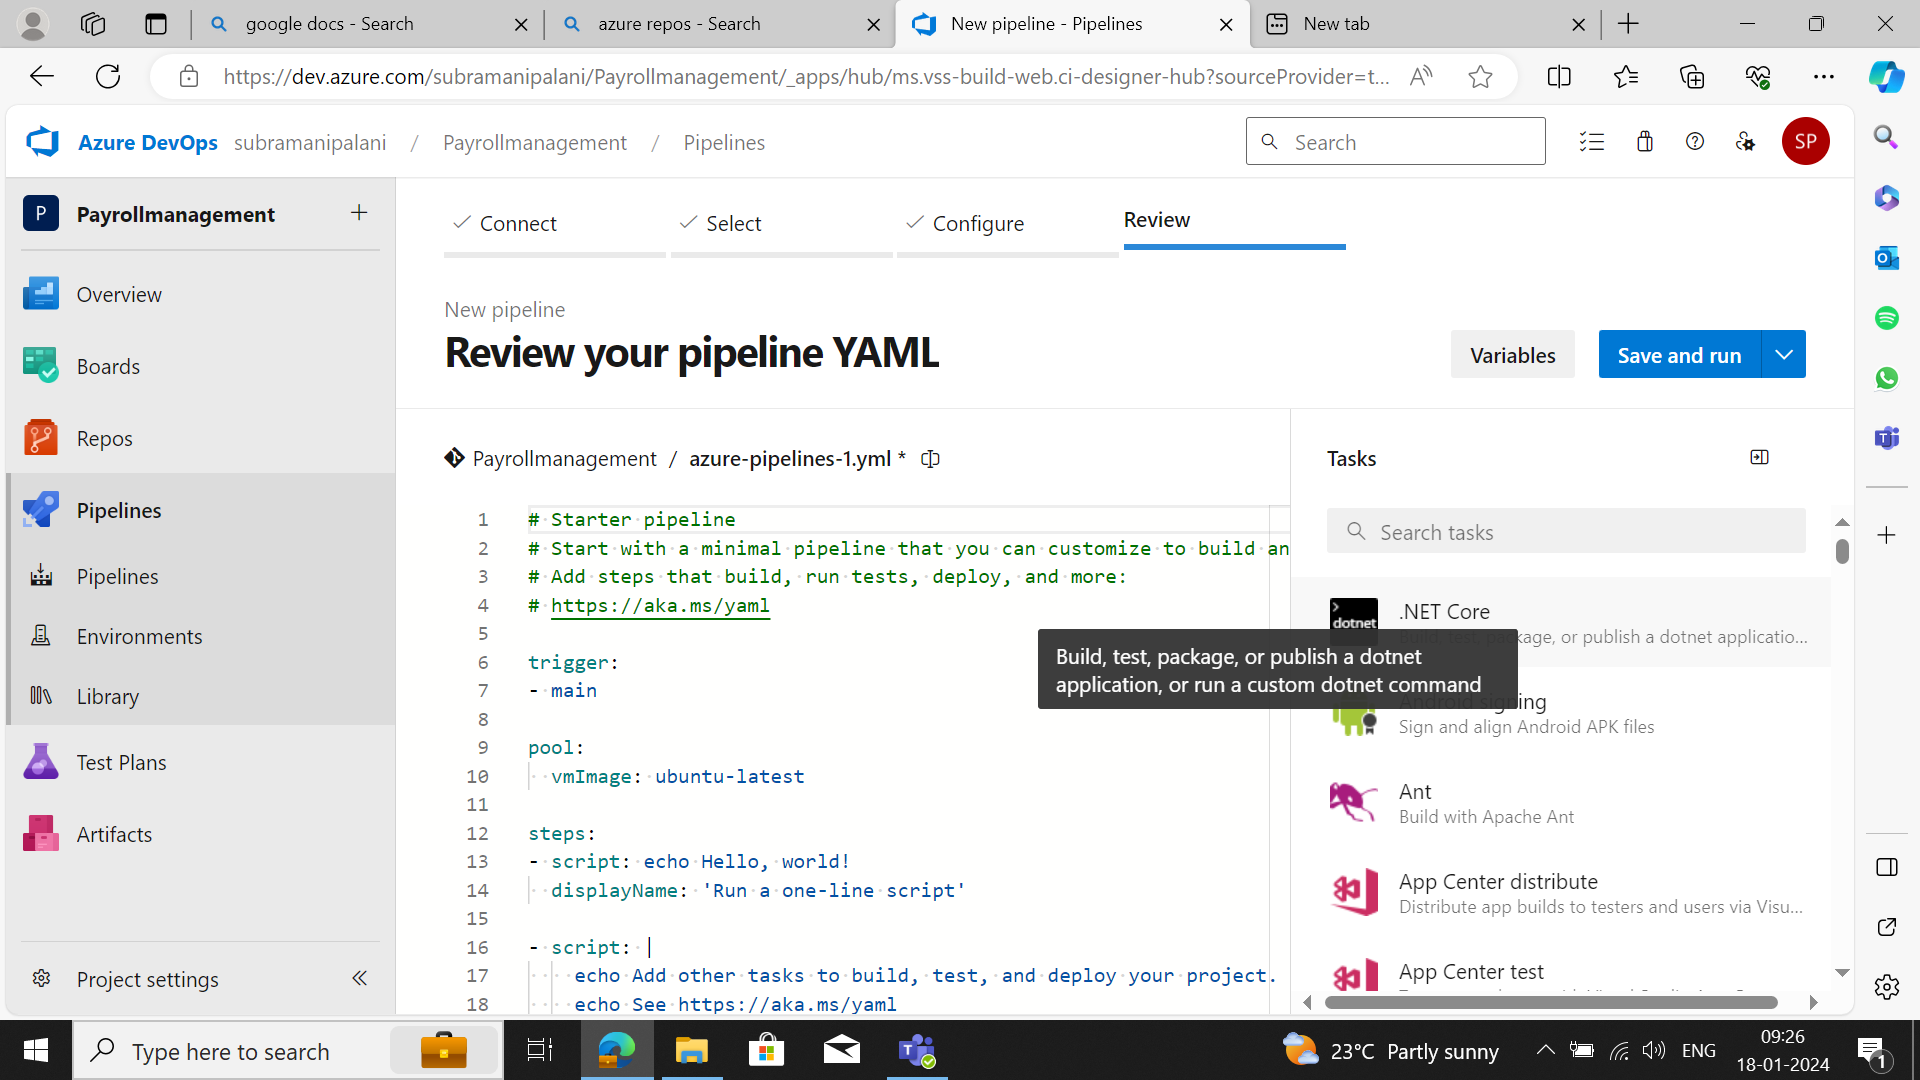 google docs - Search
azure repos - Search
New pipeline - Pipelines
New tab
https://dev.azure.com/subramanipalani/Payrollmanagement/_apps/hub/ms.vss-build-web.ci-designer-hub?sourceProvider=t...
Azure DevOps subramanipalani / Payrollmanagement / Pipelines
Search
SP
P Payrollmanagement
Overview
Boards
Repos
Pipelines
Pipelines
Environments
Library
Test Plans
Artifacts
Project settings
Connect
Select
Configure
Review
New pipeline
Review your pipeline YAML
Variables
Save and run
Payrollmanagement / azure-pipelines-1.yml *
1 # Starter pipeline
2 # Start with a minimal pipeline that you can customize to build an
3 # Add steps that build, run tests, deploy, and more:
4 # https://aka.ms/yaml
5
6 trigger:
7 - main
8
9 pool:
10 vmImage: ubuntu-latest
11
12 steps:
13 - script: echo Hello, world!
14 displayName: 'Run a one-line script'
15
16 - script: |
17 echo Add other tasks to build, test, and deploy your project.
18 echo See https://aka.ms/yaml
Tasks
Search tasks
dotnet
.NET Core
Build, test, package, or publish a dotnet applicatio...
Build, test, package, or publish a dotnet
application, or run a custom dotnet command
Android signing
Sign and align Android APK files
Ant
Build with Apache Ant
App Center distribute
Distribute app builds to testers and users via Visu...
App Center test
Type here to search
23°C Partly sunny
ENG
09:26
18-01-2024
1